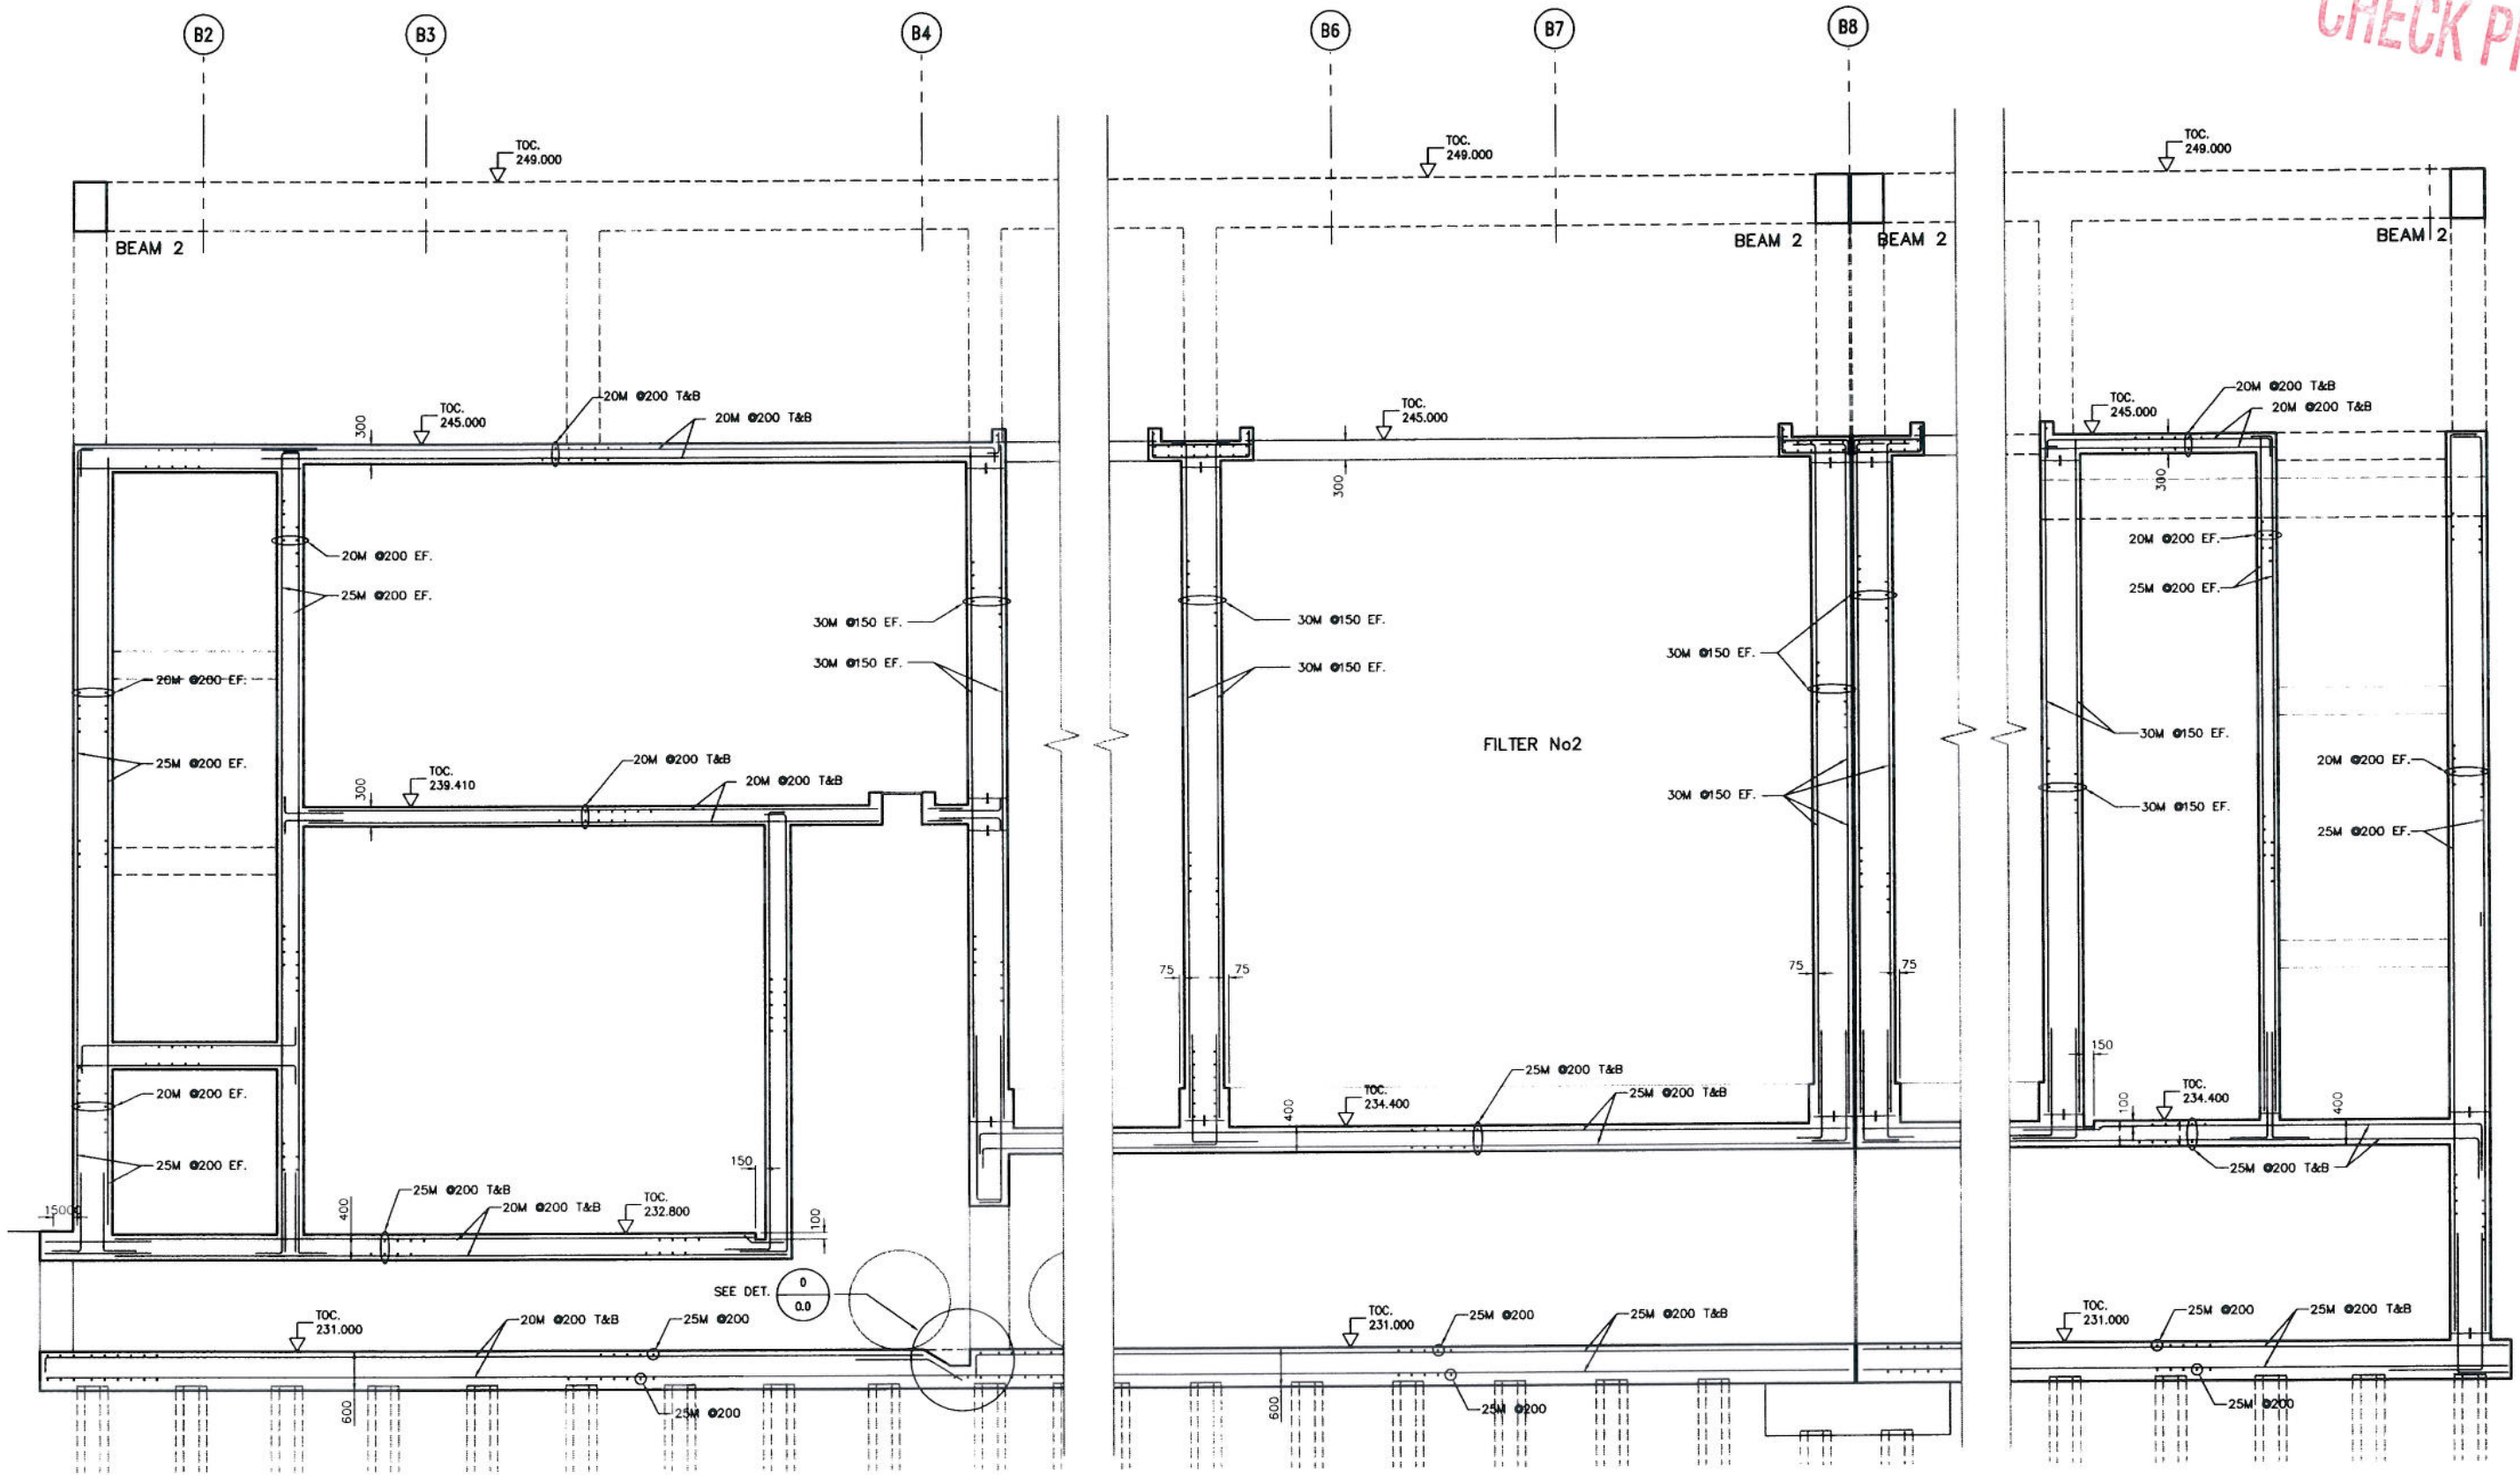 CHECK
B2
B3
B4
B6
B7
B8
TOC.
249.000
TOC.
249.000
TOC.
249.000
BEAM 2
BEAM 2
BEAM 2
BEAM 2
20M @200 T&B
20M @200 T&B
TOC.
245.000
300
TOC.
245.000
300
TOC.
245.000
20M @200 T&B
20M @200 T&B
300
20M @200 EF.
25M @200 EF.
20M @200 EF.
25M @200 EF.
30M @150 EF.
30M @150 EF.
30M @150 EF.
30M @150 EF.
30M @150 EF.
30M @150 EF.
FILTER No2
20M @200 EF.
25M @200 EF.
30M @150 EF.
30M @150 EF.
20M @200 EF.
25M @200 EF.
300
TOC.
239.410
20M @200 T&B
20M @200 T&B
75
75
75
75
20M @200 EF.
25M @200 EF.
150
15000
25M @200 T&B
20M @200 T&B
400
TOC.
232.800
100
400
TOC.
234.400
25M @200 T&B
25M @200 T&B
150
100
TOC.
234.400
400
25M @200 T&B
SEE DET.
0
0.0
TOC.
231.000
20M @200 T&B
25M @200
25M @200
600
TOC.
231.000
25M @200
25M @200 T&B
25M @200
600
TOC.
231.000
25M @200
25M @200 T&B
25M @200